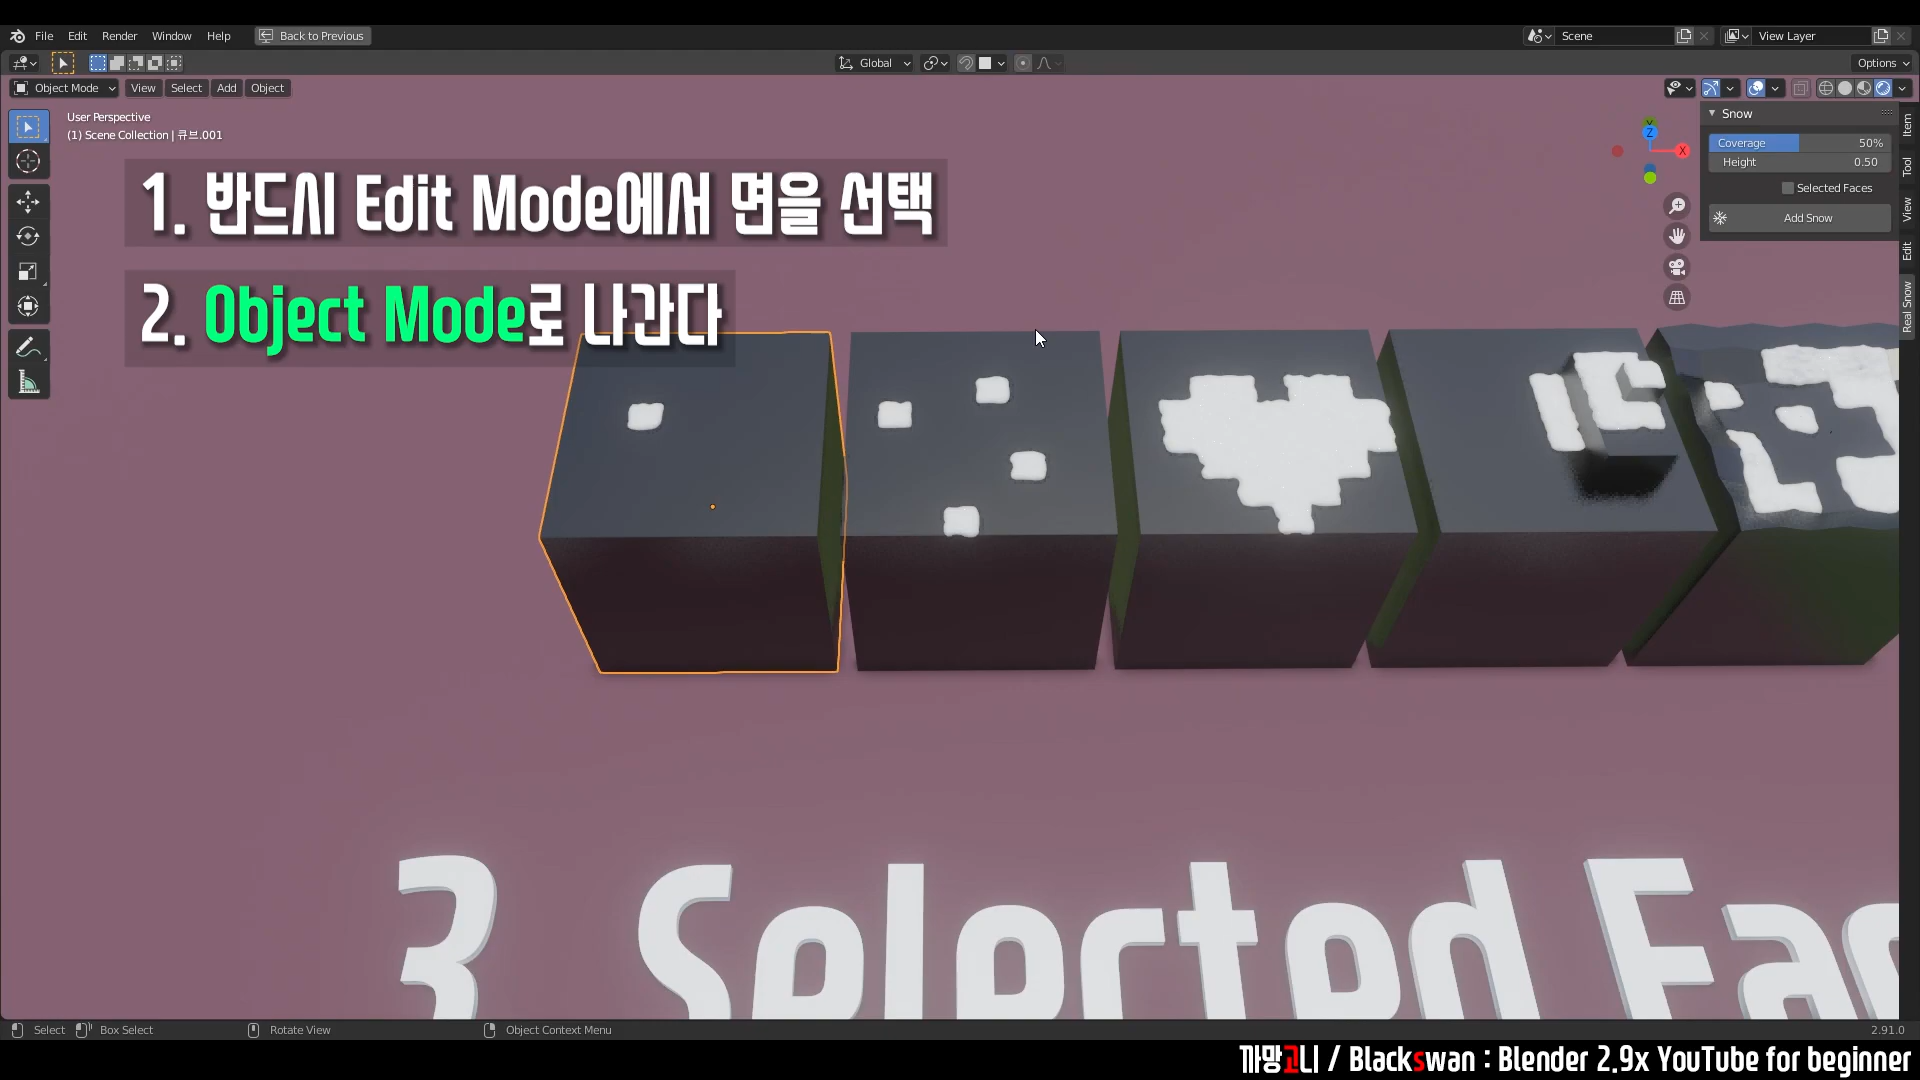 File Edit Render Window Help Back to Previous Scene View Layer
Global Options
Object Mode View Select Add Object
User Perspective
(1) Scene Collection | 큐브.001
Snow
Coverage 50%
Height 0.50
Selected Faces
Add Snow
Item
Tool
View
Edit
Real Snow
Z
Y
X
1. 반드시 Edit Mode에서 면을 선택
2. Object Mode로 나간다
3 Selected Fac
Select Box Select Rotate View Object Context Menu 2.91.0
까망고니 / Blackswan : Blender 2.9x YouTube for beginner